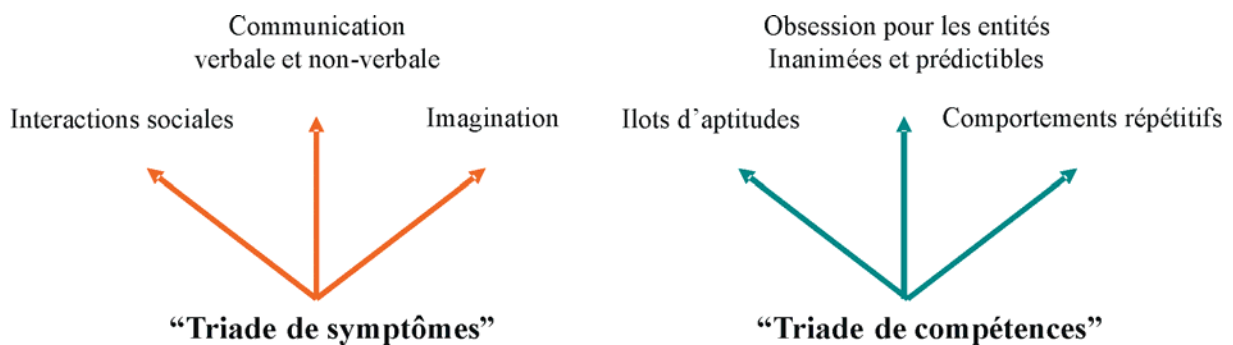 Communication
verbale et non-verbale
Interactions sociales
Imagination
“Triade de symptômes”
Obsession pour les entités
Inanimées et prédictibles
Ilots d’aptitudes
Comportements répétitifs
“Triade de compétences”